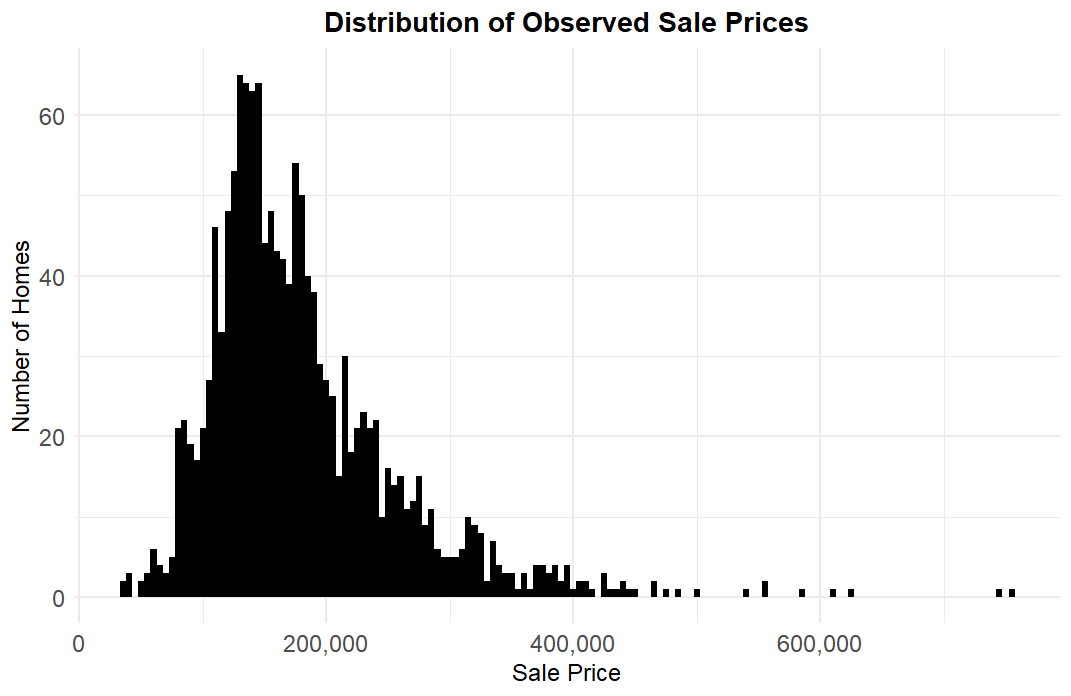 Distribution of Observed Sale Prices
Number of Homes
60
40
20
0
0 200,000 400,000 600,000
Sale Price